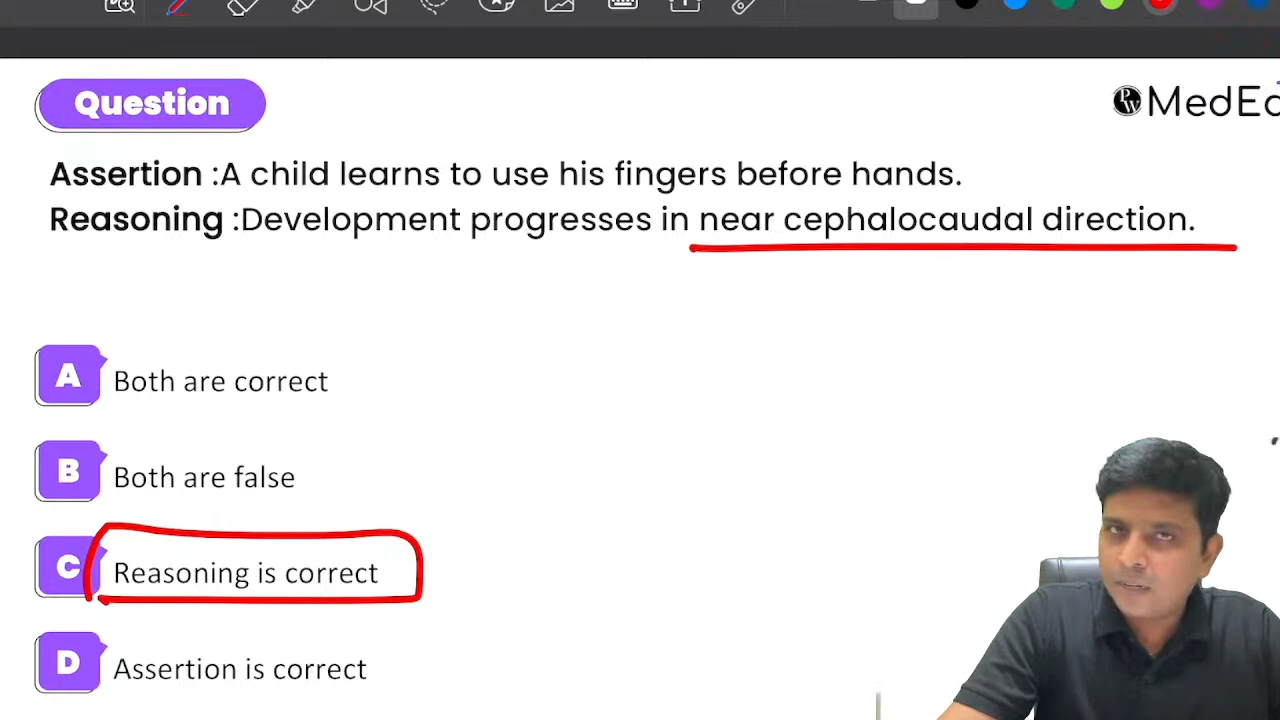 Question
PW MedEd
Assertion :A child learns to use his fingers before hands.
Reasoning :Development progresses in near cephalocaudal direction.
A Both are correct
B Both are false
C Reasoning is correct
D Assertion is correct